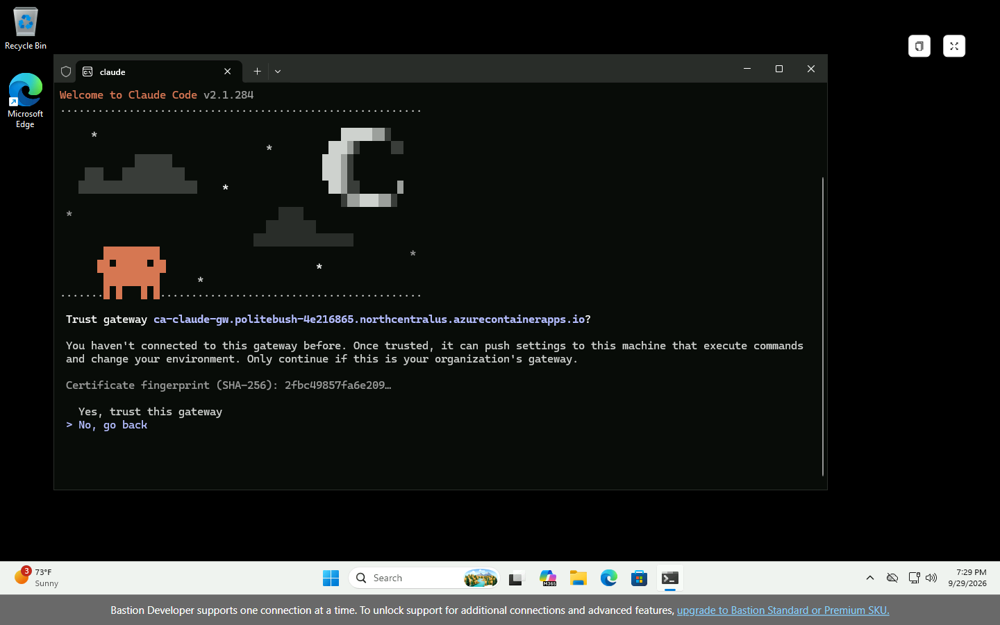 Recycle Bin
Microsoft
Edge
claude
Welcome to Claude Code v2.1.284
Trust gateway ca-claude-gw.politebush-4e216865.northcentralus.azurecontainerapps.io?
You haven't connected to this gateway before. Once trusted, it can push settings to this machine that execute commands
and change your environment. Only continue if this is your organization's gateway.
Certificate fingerprint (SHA-256): 2fbc49857fa6e209…
Yes, trust this gateway
> No, go back
3
73°F
Sunny
Search
M365
7:29 PM
9/29/2026
Bastion Developer supports one connection at a time. To unlock support for additional connections and advanced features, upgrade to Bastion Standard or Premium SKU.